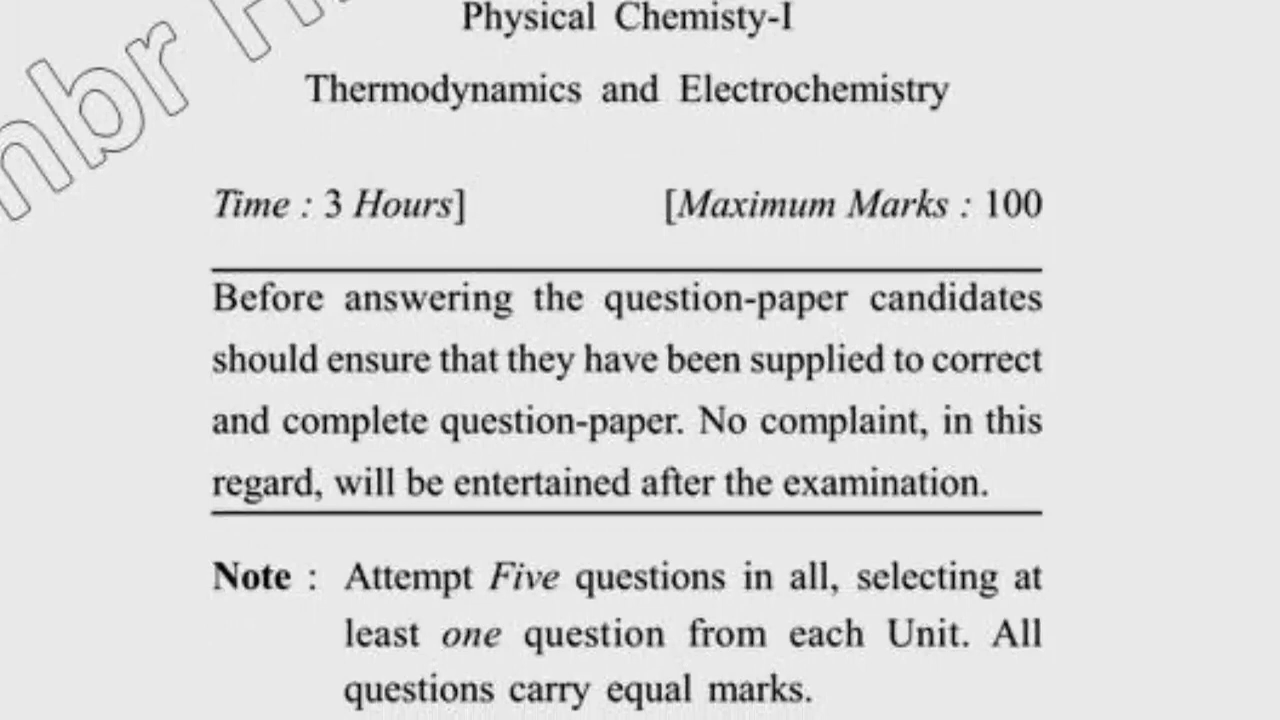 Physical Chemisty-I
Thermodynamics and Electrochemistry
Time : 3 Hours] [Maximum Marks : 100
Before answering the question-paper candidates
should ensure that they have been supplied to correct
and complete question-paper. No complaint, in this
regard, will be entertained after the examination.
Note : Attempt Five questions in all, selecting at
least one question from each Unit. All
questions carry equal marks.